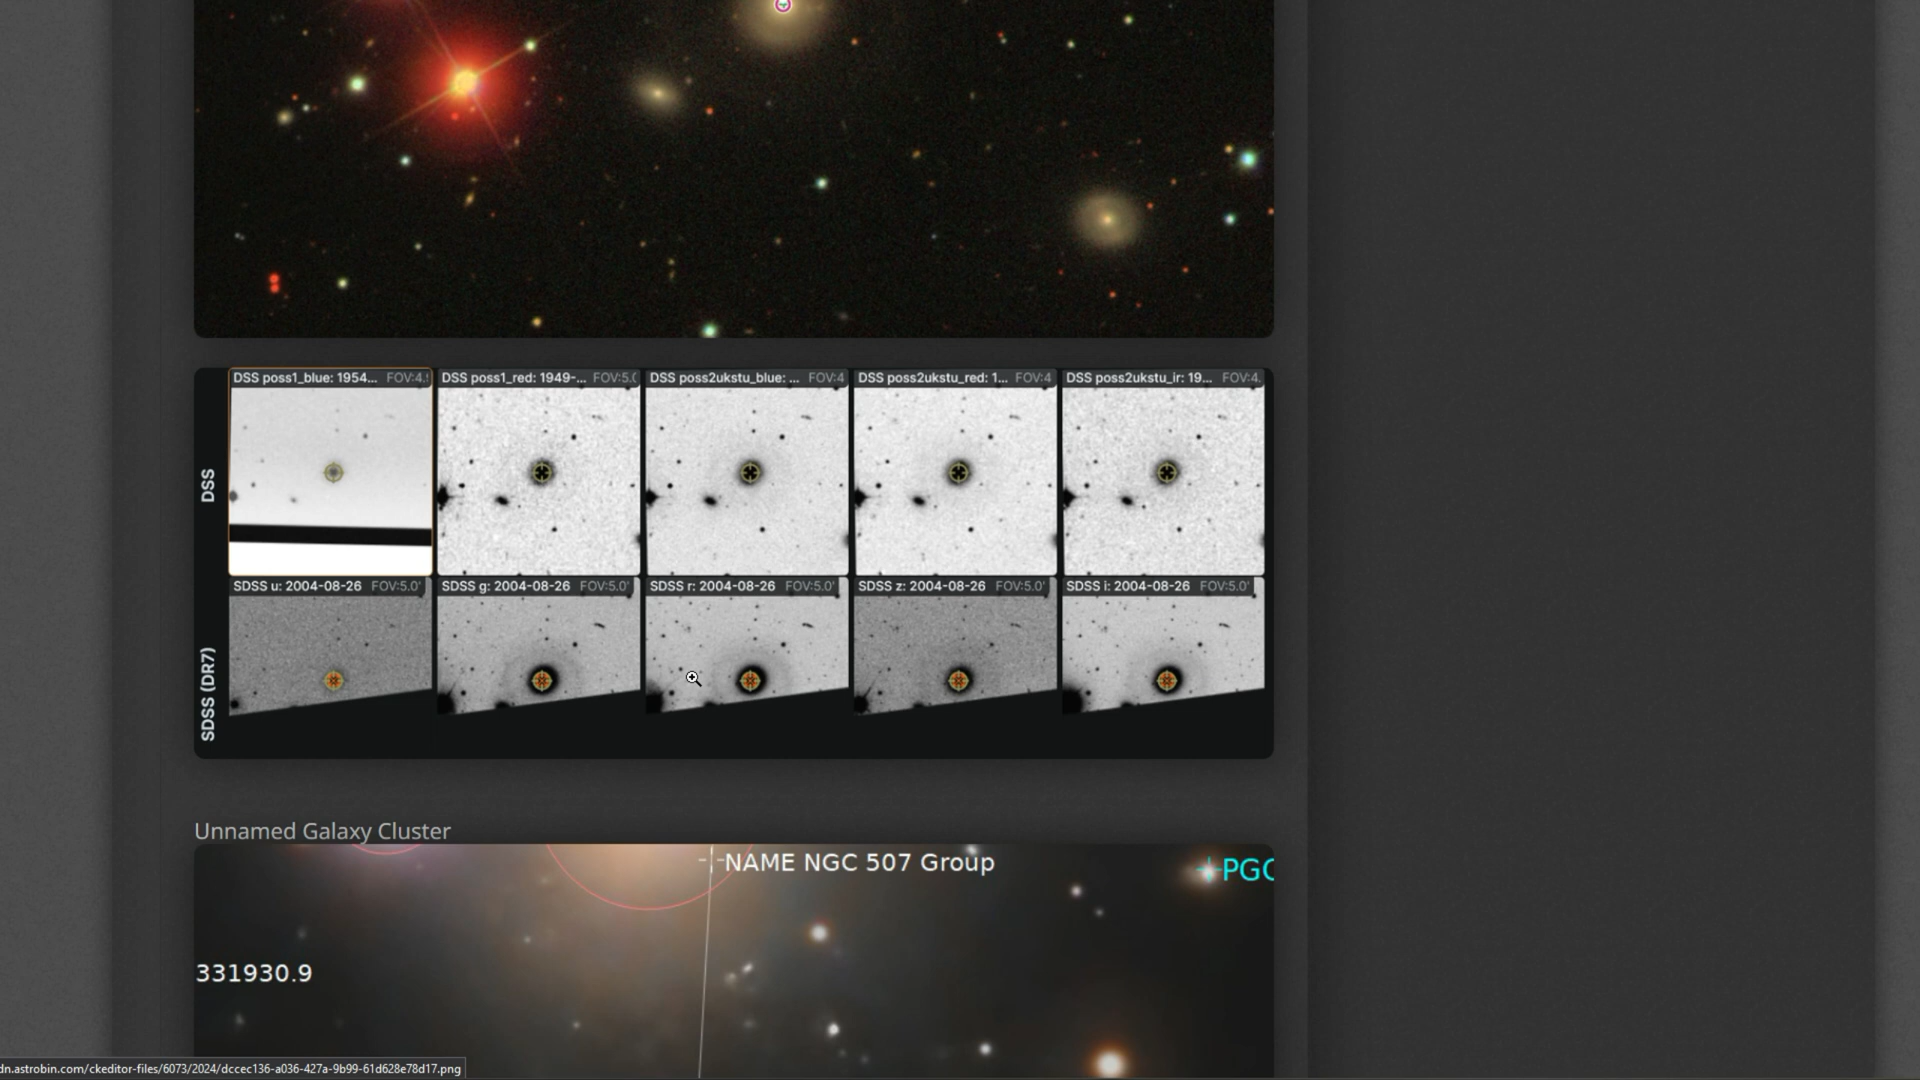 DSS poss1_blue: 1954... FOV:4.
DSS poss1_red: 1949-... FOV:5.0
DSS poss2ukstu_blue: ... FOV:4
DSS poss2ukstu_red: 1... FOV:4
DSS poss2ukstu_ir: 19... FOV:4.
DSS
SDSS u: 2004-08-26 FOV:5.0'
SDSS g: 2004-08-26 FOV:5.0'
SDSS r: 2004-08-26 FOV:5.0'
SDSS z: 2004-08-26 FOV:5.0'
SDSS i: 2004-08-26 FOV:5.0'
SDSS (DR7)
Unnamed Galaxy Cluster
NAME NGC 507 Group
PGC
331930.9
dn.astrobin.com/ckeditor-files/6073/2024/dccec136-a036-427a-9b99-61d628e78d17.png